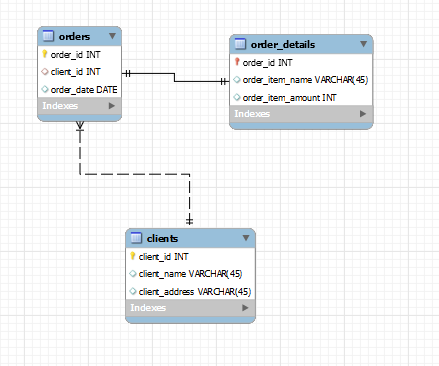 orders
order_id INT
client_id INT
order_date DATE
Indexes
order_details
order_id INT
order_item_name VARCHAR(45)
order_item_amount INT
Indexes
clients
client_id INT
client_name VARCHAR(45)
client_address VARCHAR(45)
Indexes